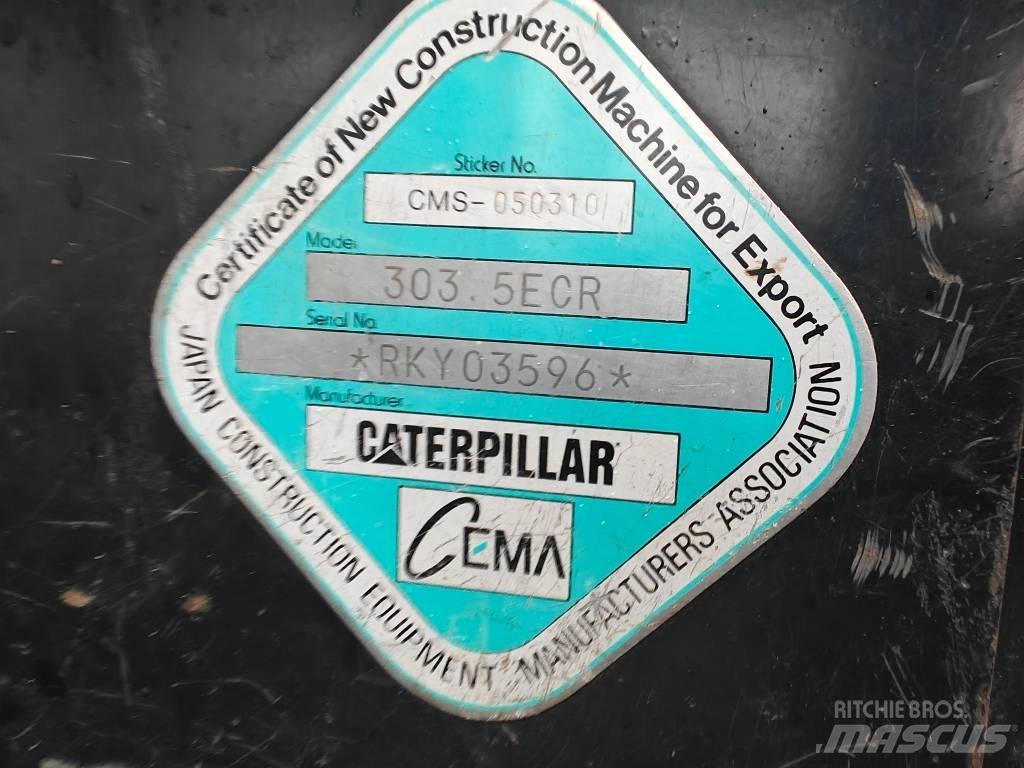 Certificate of New Construction Machine for Export
Sticker No.
CMS-050310
Model
303.5ECR
Serial No.
*RKY03596*
Manufacturer
CATERPILLAR
CEMA
JAPAN CONSTRUCTION EQUIPMENT MANUFACTURERS ASSOCIATION
RITCHIE BROS.
MASCUS